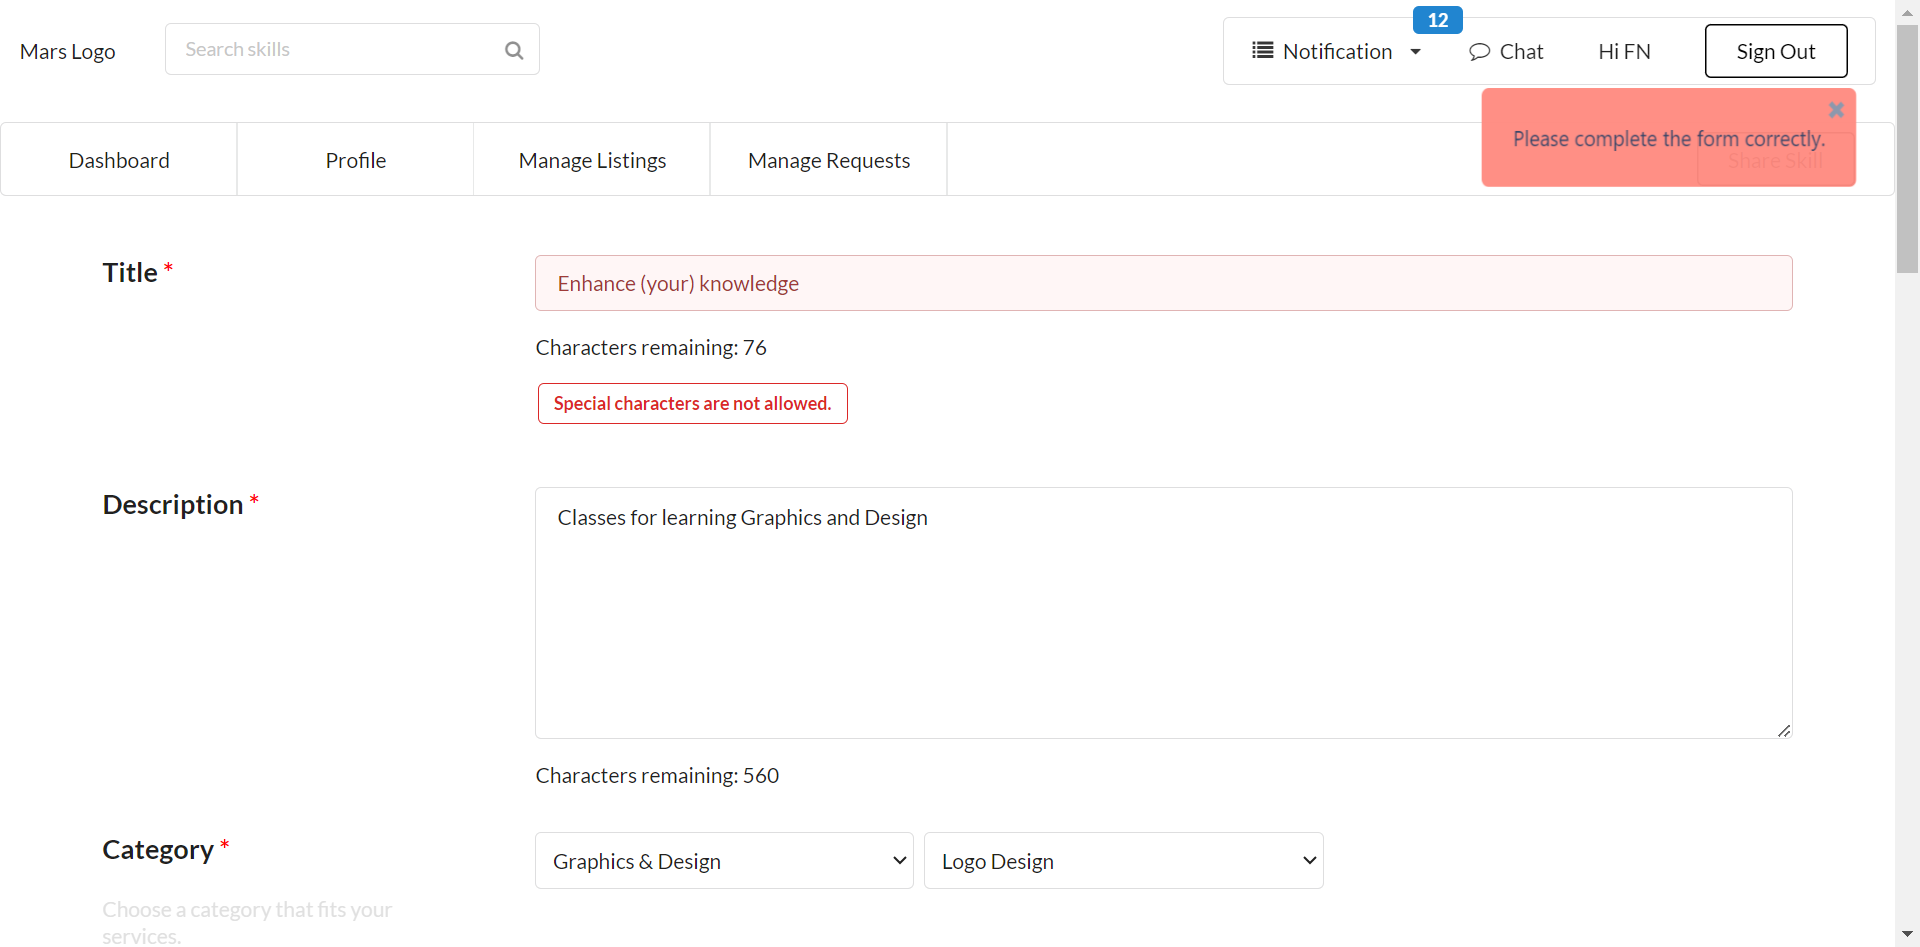 Mars Logo
Search skills
12
Notification
Chat
Hi FN
Sign Out
Please complete the form correctly.
Dashboard
Profile
Manage Listings
Manage Requests
Share Skill
Title *
Enhance (your) knowledge
Characters remaining: 76
Special characters are not allowed.
Description *
Classes for learning Graphics and Design
Characters remaining: 560
Category *
Graphics & Design
Logo Design
Choose a category that fits your
services.